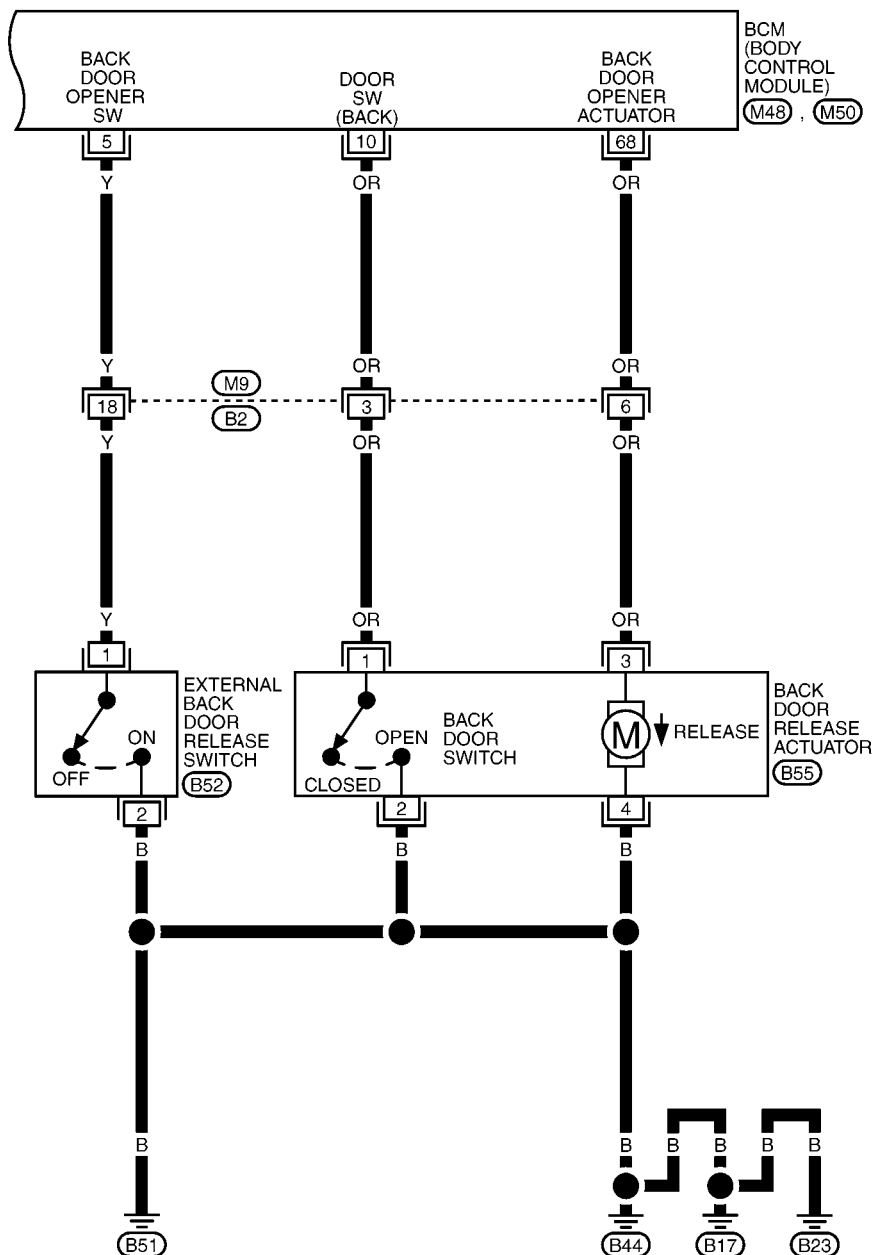 BACK
DOOR
OPENER
SW
DOOR
SW
(BACK)
BACK
DOOR
OPENER
ACTUATOR
BCM
(BODY
CONTROL
MODULE)
M48 , M50
5
10
68
Y
OR
OR
Y
OR
OR
18
M9
B2
3
6
Y
OR
OR
Y
OR
OR
1
1
3
OFF
ON
EXTERNAL
BACK
DOOR
RELEASE
SWITCH
B52
CLOSED
OPEN
BACK
DOOR
SWITCH
M
RELEASE
BACK
DOOR
RELEASE
ACTUATOR
B55
2
2
4
B
B
B
B
B
B
B
B
B
B51
B44
B17
B23